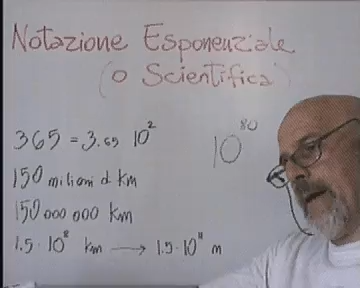 Notazione Esponenziale
(o Scientifica)
365 = 3.65 10²
10⁸⁰
150 milioni d km
150 000 000 km
1.5 · 10⁸ km → 1.5 · 10¹¹ m